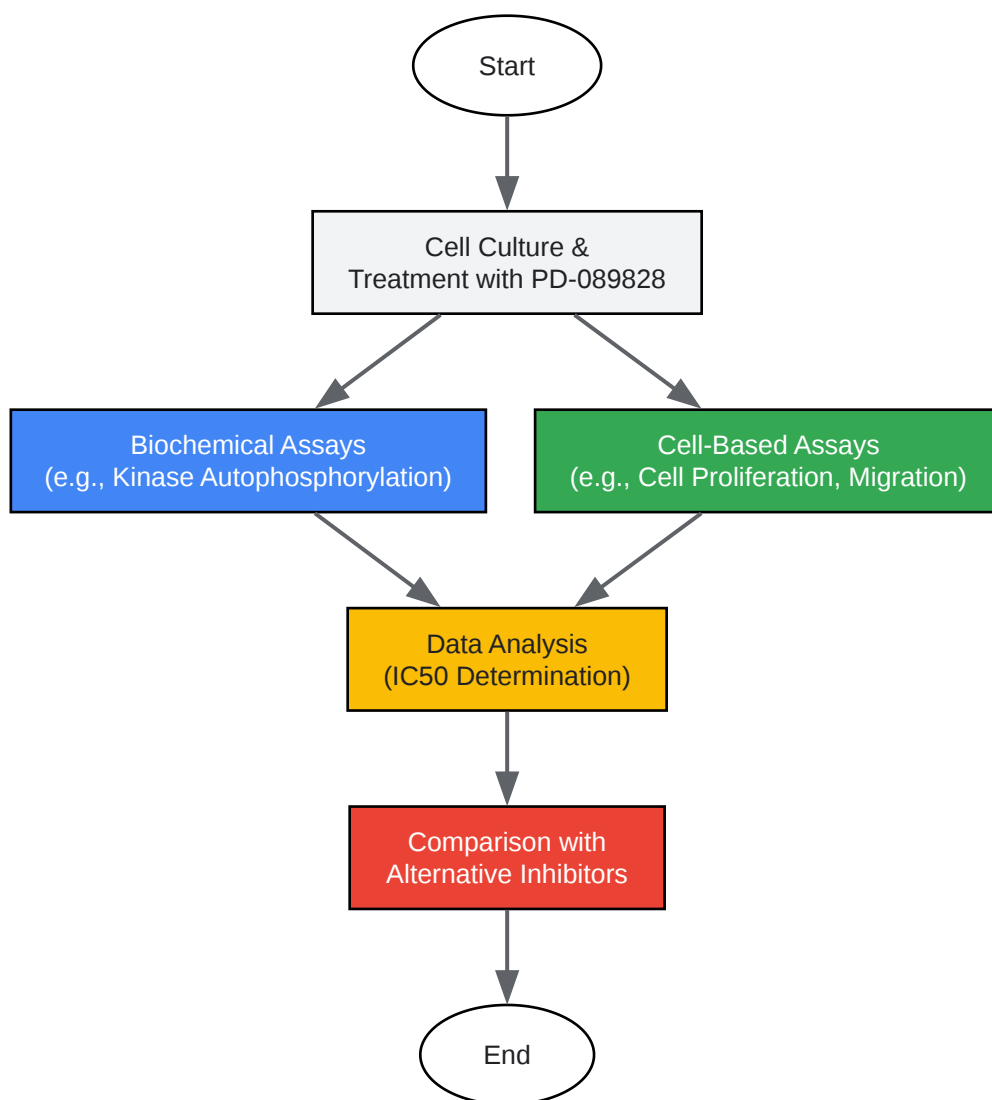 Start
Cell Culture &
Treatment with PD-089828
Biochemical Assays
(e.g., Kinase Autophosphorylation)
Cell-Based Assays
(e.g., Cell Proliferation, Migration)
Data Analysis
(IC50 Determination)
Comparison with
Alternative Inhibitors
End